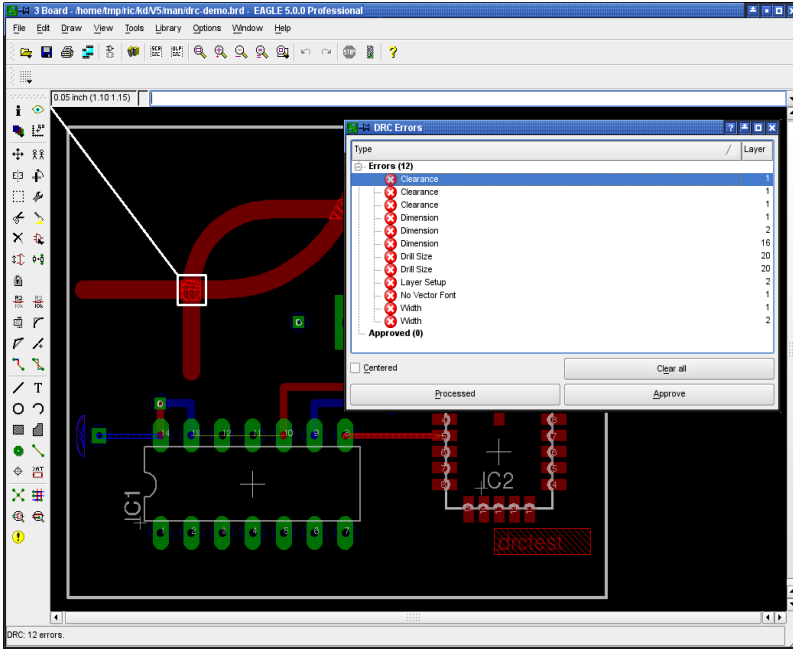 3 Board - /home/tmp/ric/kd/V5/man/drc-demo.brd - EAGLE 5.0.0 Professional
File Edit Draw View Tools Library Options Window Help
0.05 inch (1.10 1.15)
DRC Errors
Type / Layer
Errors (12)
Clearance 1
Clearance 1
Clearance 1
Dimension 1
Dimension 2
Dimension 16
Drill Size 20
Drill Size 20
Layer Setup 2
No Vector Font 1
Width 1
Width 2
Approved (0)
Centered Clear all
Processed Approve
14 13 12 11 10 9 8
IC1
1 2 3 4 5 6 7
IC2
drctest
DRC: 12 errors.